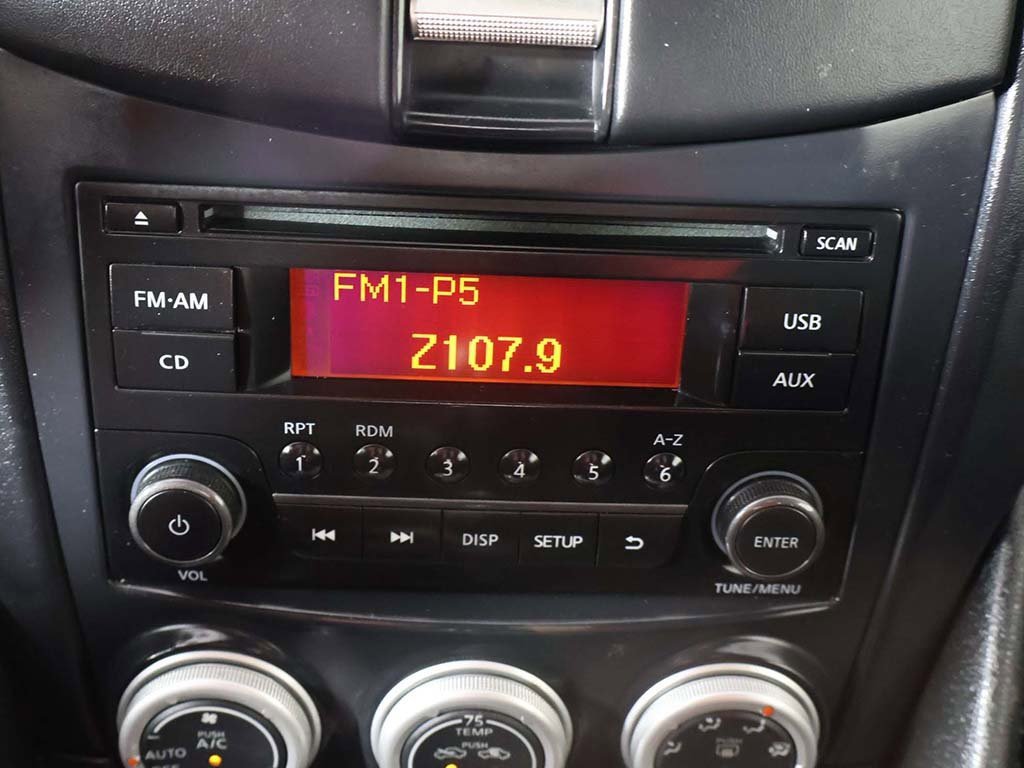 SCAN
FM1-P5
FM·AM
Z107.9
USB
CD
AUX
RPT RDM A-Z
1 2 3 4 5 6
DISP SETUP
ENTER
VOL
TUNE/MENU
PUSH
A/C
AUTO
75
TEMP
PUSH
PUSH